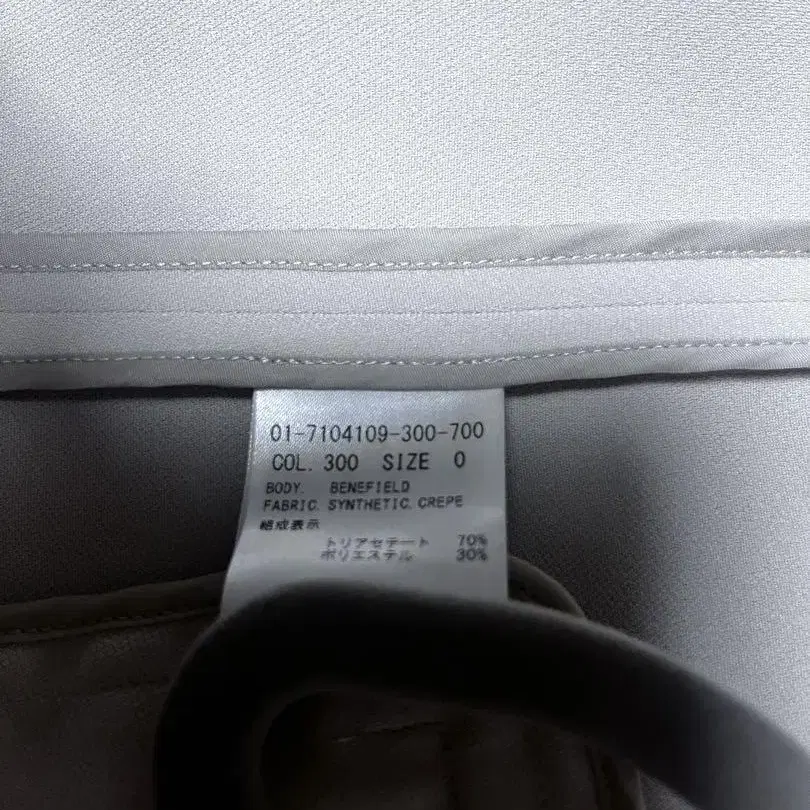 01-7104109-300-700
COL. 300 SIZE 0
BODY. BENEFIELD
FABRIC. SYNTHETIC. CREPE
組成表示
トリアセテート 70%
ポリエステル 30%